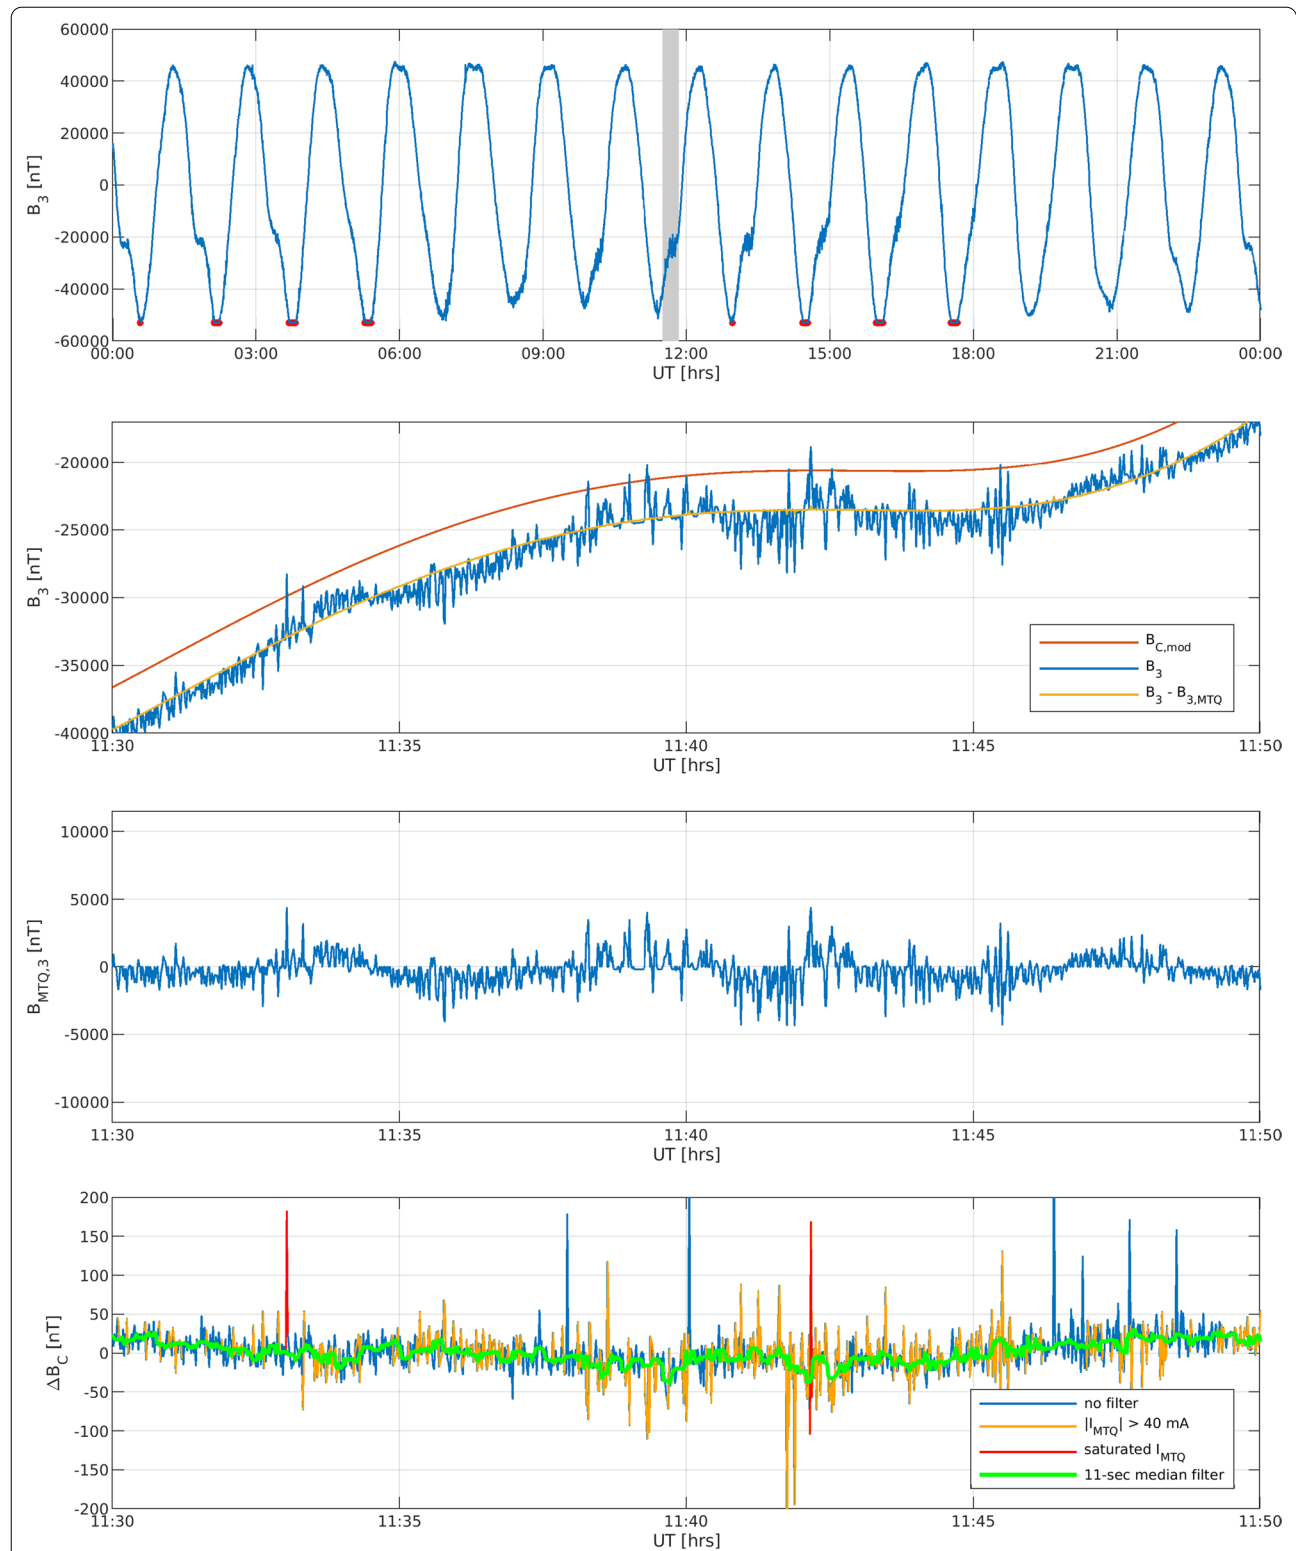 60000
40000
20000
0
-20000
-40000
-60000
B3 [nT]
00:00 03:00 06:00 09:00 12:00 15:00 18:00 21:00 00:00
UT [hrs]
-20000
-25000
-30000
-35000
-40000
B3 [nT]
BC,mod
B3
B3 - B3,MTQ
11:30 11:35 11:40 11:45 11:50
UT [hrs]
10000
5000
0
-5000
-10000
BMTQ,3 [nT]
11:30 11:35 11:40 11:45 11:50
UT [hrs]
200
150
100
50
0
-50
-100
-150
-200
ΔBC [nT]
no filter
|IMTQ| > 40 mA
saturated IMTQ
11-sec median filter
11:30 11:35 11:40 11:45 11:50
UT [hrs]